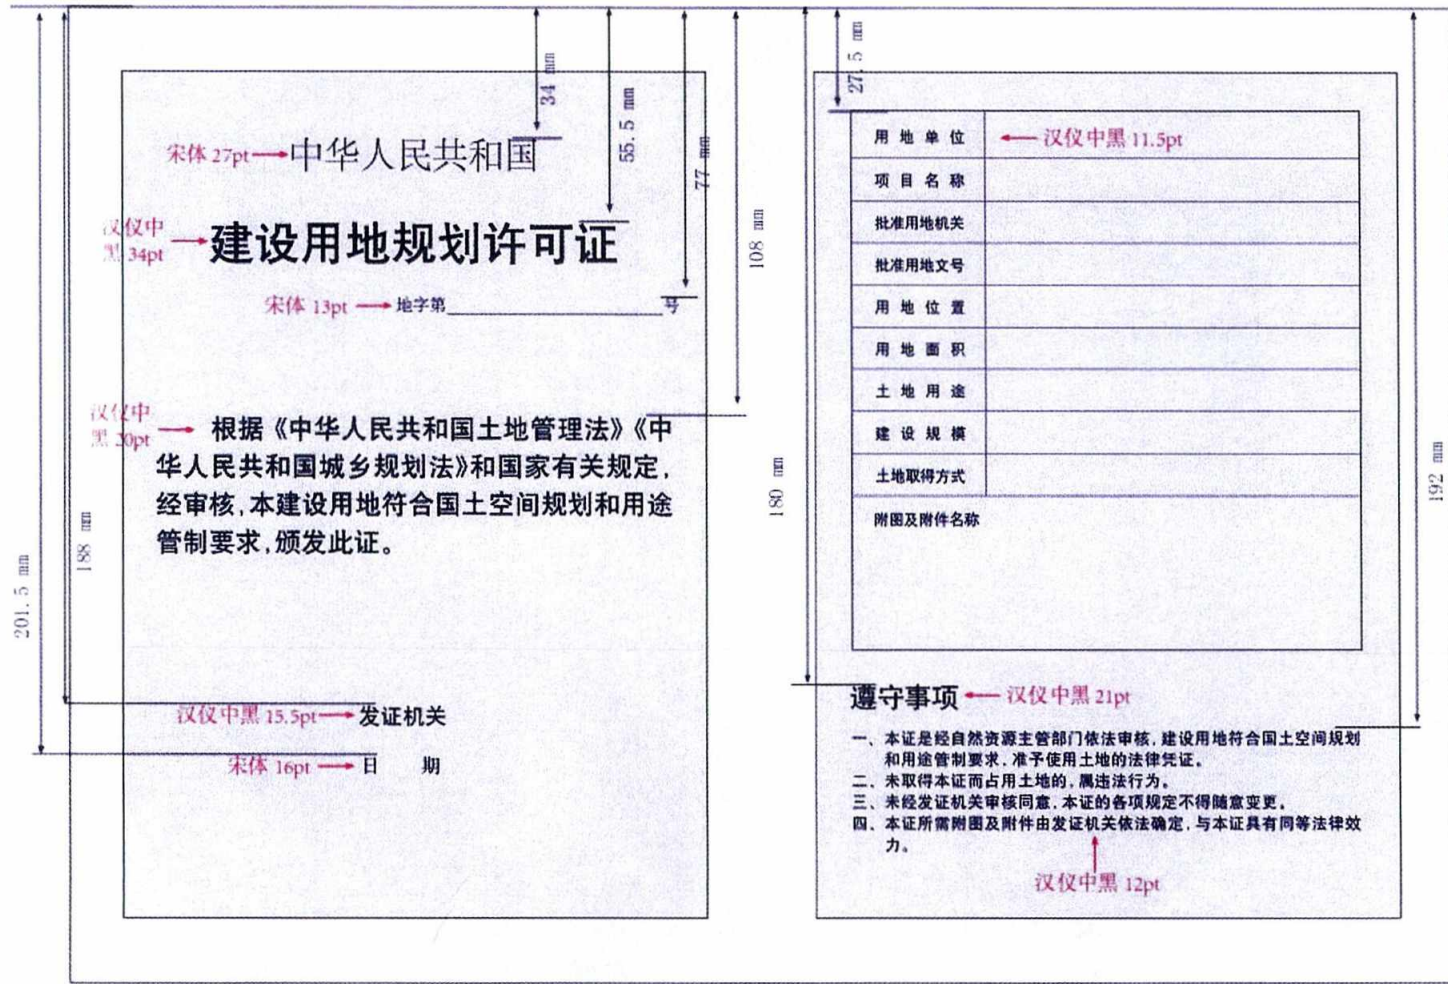 34 mm
55.5 mm
77 mm
108 mm
宋体 27pt
中华人民共和国
汉仪中
黑 34pt
建设用地规划许可证
宋体 13pt
地字第 号
汉仪中
黑 20pt
根据《中华人民共和国土地管理法》《中
华人民共和国城乡规划法》和国家有关规定,
经审核,本建设用地符合国土空间规划和用途
管制要求,颁发此证。
188 mm
201.5 mm
汉仪中黑 15.5pt
发证机关
宋体 16pt
日 期
27.5 mm
180 mm
192 mm
用地单位
汉仪中黑 11.5pt
项目名称
批准用地机关
批准用地文号
用地位置
用地面积
土地用途
建设规模
土地取得方式
附图及附件名称
遵守事项
汉仪中黑 21pt
一、本证是经自然资源主管部门依法审核,建设用地符合国土空间规划
和用途管制要求,准予使用土地的法律凭证。
二、未取得本证而占用土地的,属违法行为。
三、未经发证机关审核同意,本证的各项规定不得随意变更。
四、本证所需附图及附件由发证机关依法确定,与本证具有同等法律效
力。
汉仪中黑 12pt